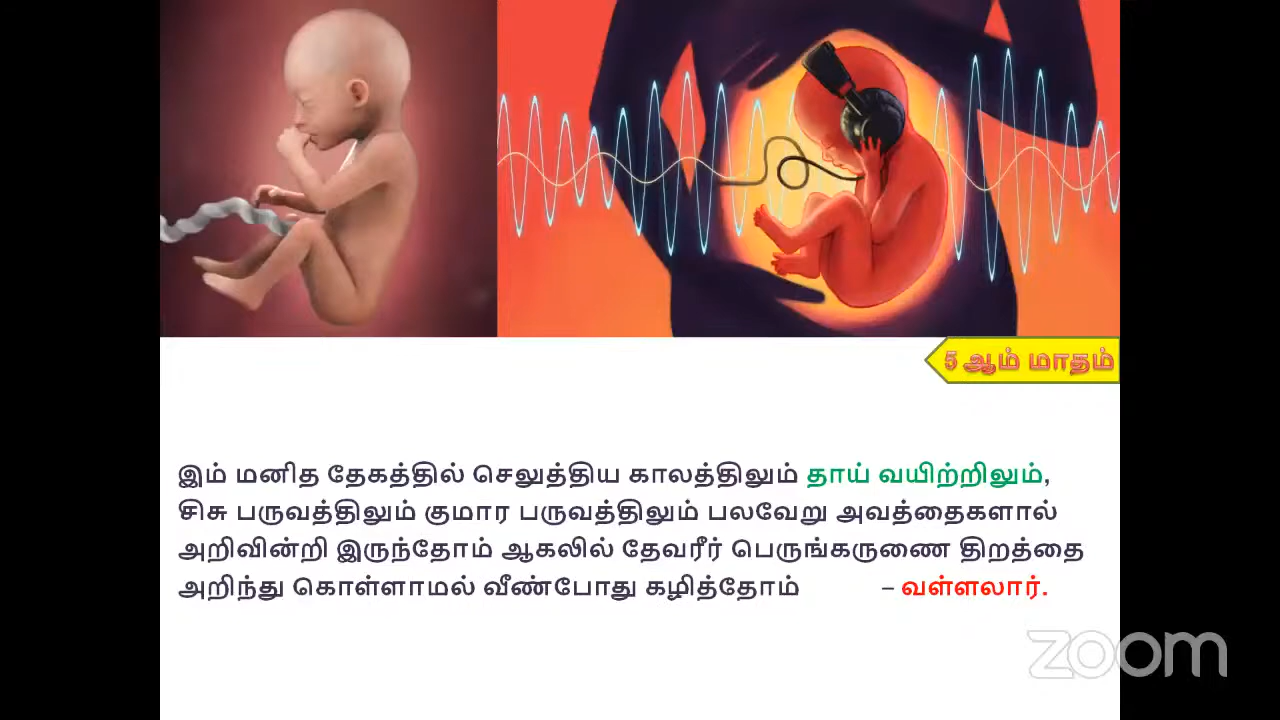 5 ஆம் மாதம்
இம் மனித தேகத்தில் செலுத்திய காலத்திலும் தாய் வயிற்றிலும்,
சிசு பருவத்திலும் குமார பருவத்திலும் பலவேறு அவத்தைகளால்
அறிவின்றி இருந்தோம் ஆகலில் தேவரீர் பெருங்கருணை திறத்தை
அறிந்து கொள்ளாமல் வீண்போது கழித்தோம் – வள்ளலார்.
zoom